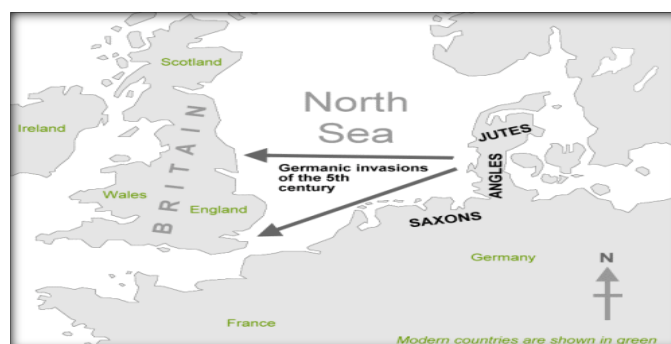 Scotland
North
Sea
Ireland
JUTES
BRITAIN
Germanic invasions
of the 5th
century
ANGLES
Wales
England
SAXONS
Germany
N
France
Modern countries are shown in green